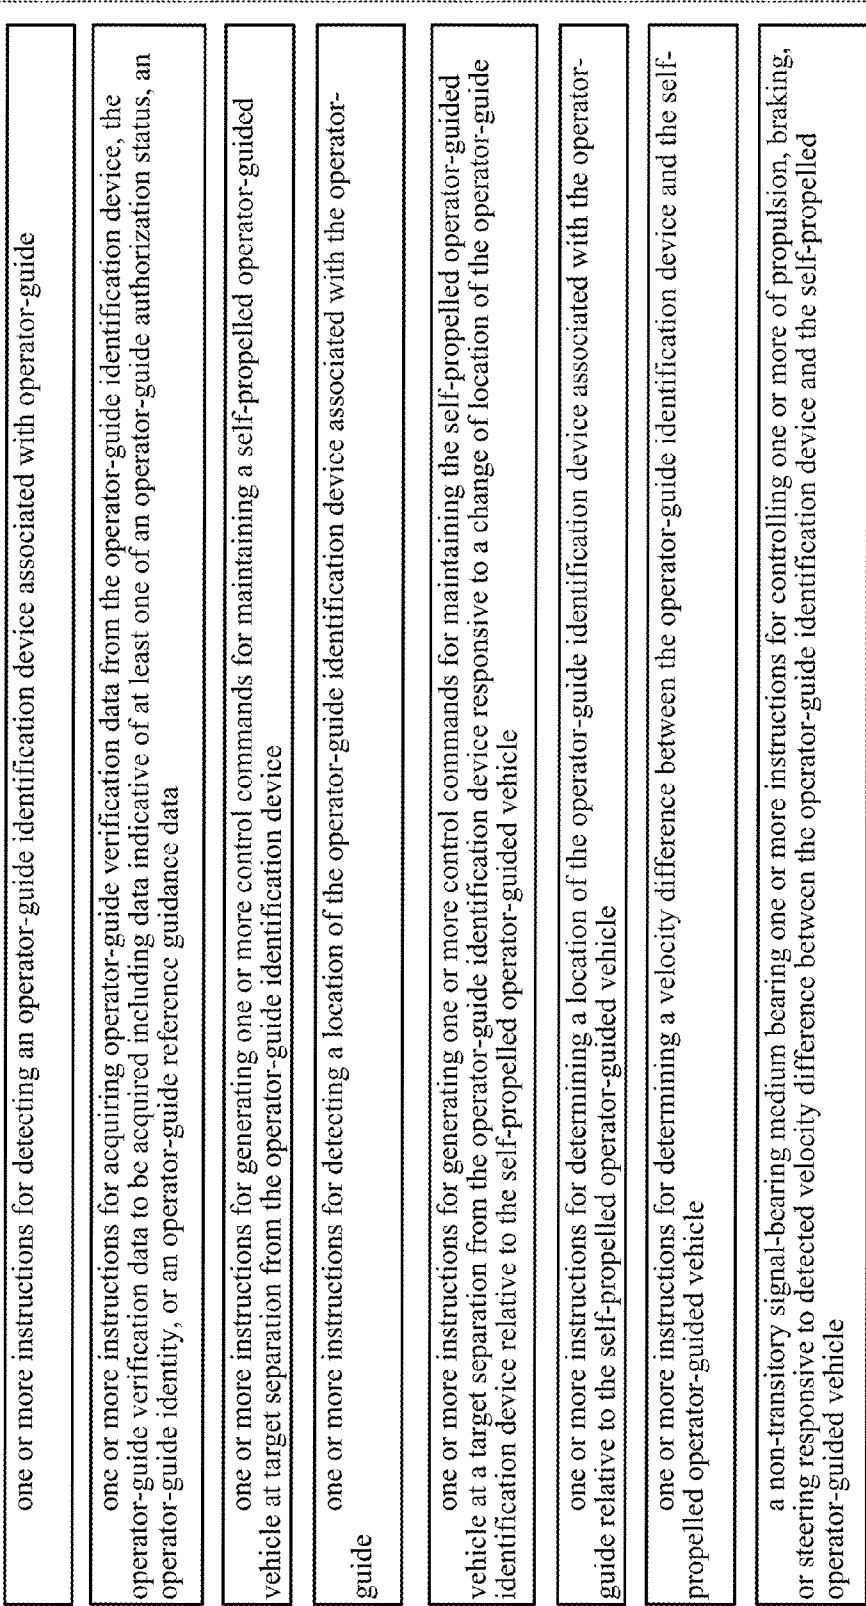 one or more instructions for detecting an operator-guide identification device associated with operator-guide
one or more instructions for acquiring operator-guide verification data from the operator-guide identification device, the
operator-guide verification data to be acquired including data indicative of at least one of an operator-guide authorization status, an
operator-guide identity, or an operator-guide reference guidance data
one or more instructions for generating one or more control commands for maintaining a self-propelled operator-guided
vehicle at target separation from the operator-guide identification device
one or more instructions for detecting a location of the operator-guide identification device associated with the operator-
guide
one or more instructions for generating one or more control commands for maintaining the self-propelled operator-guided
vehicle at a target separation from the operator-guide identification device responsive to a change of location of the operator-guide
identification device relative to the self-propelled operator-guided vehicle
one or more instructions for determining a location of the operator-guide identification device associated with the operator-
guide relative to the self-propelled operator-guided vehicle
one or more instructions for determining a velocity difference between the operator-guide identification device and the self-
propelled operator-guided vehicle
a non-transitory signal-bearing medium bearing one or more instructions for controlling one or more of propulsion, braking,
or steering responsive to detected velocity difference between the operator-guide identification device and the self-propelled
operator-guided vehicle